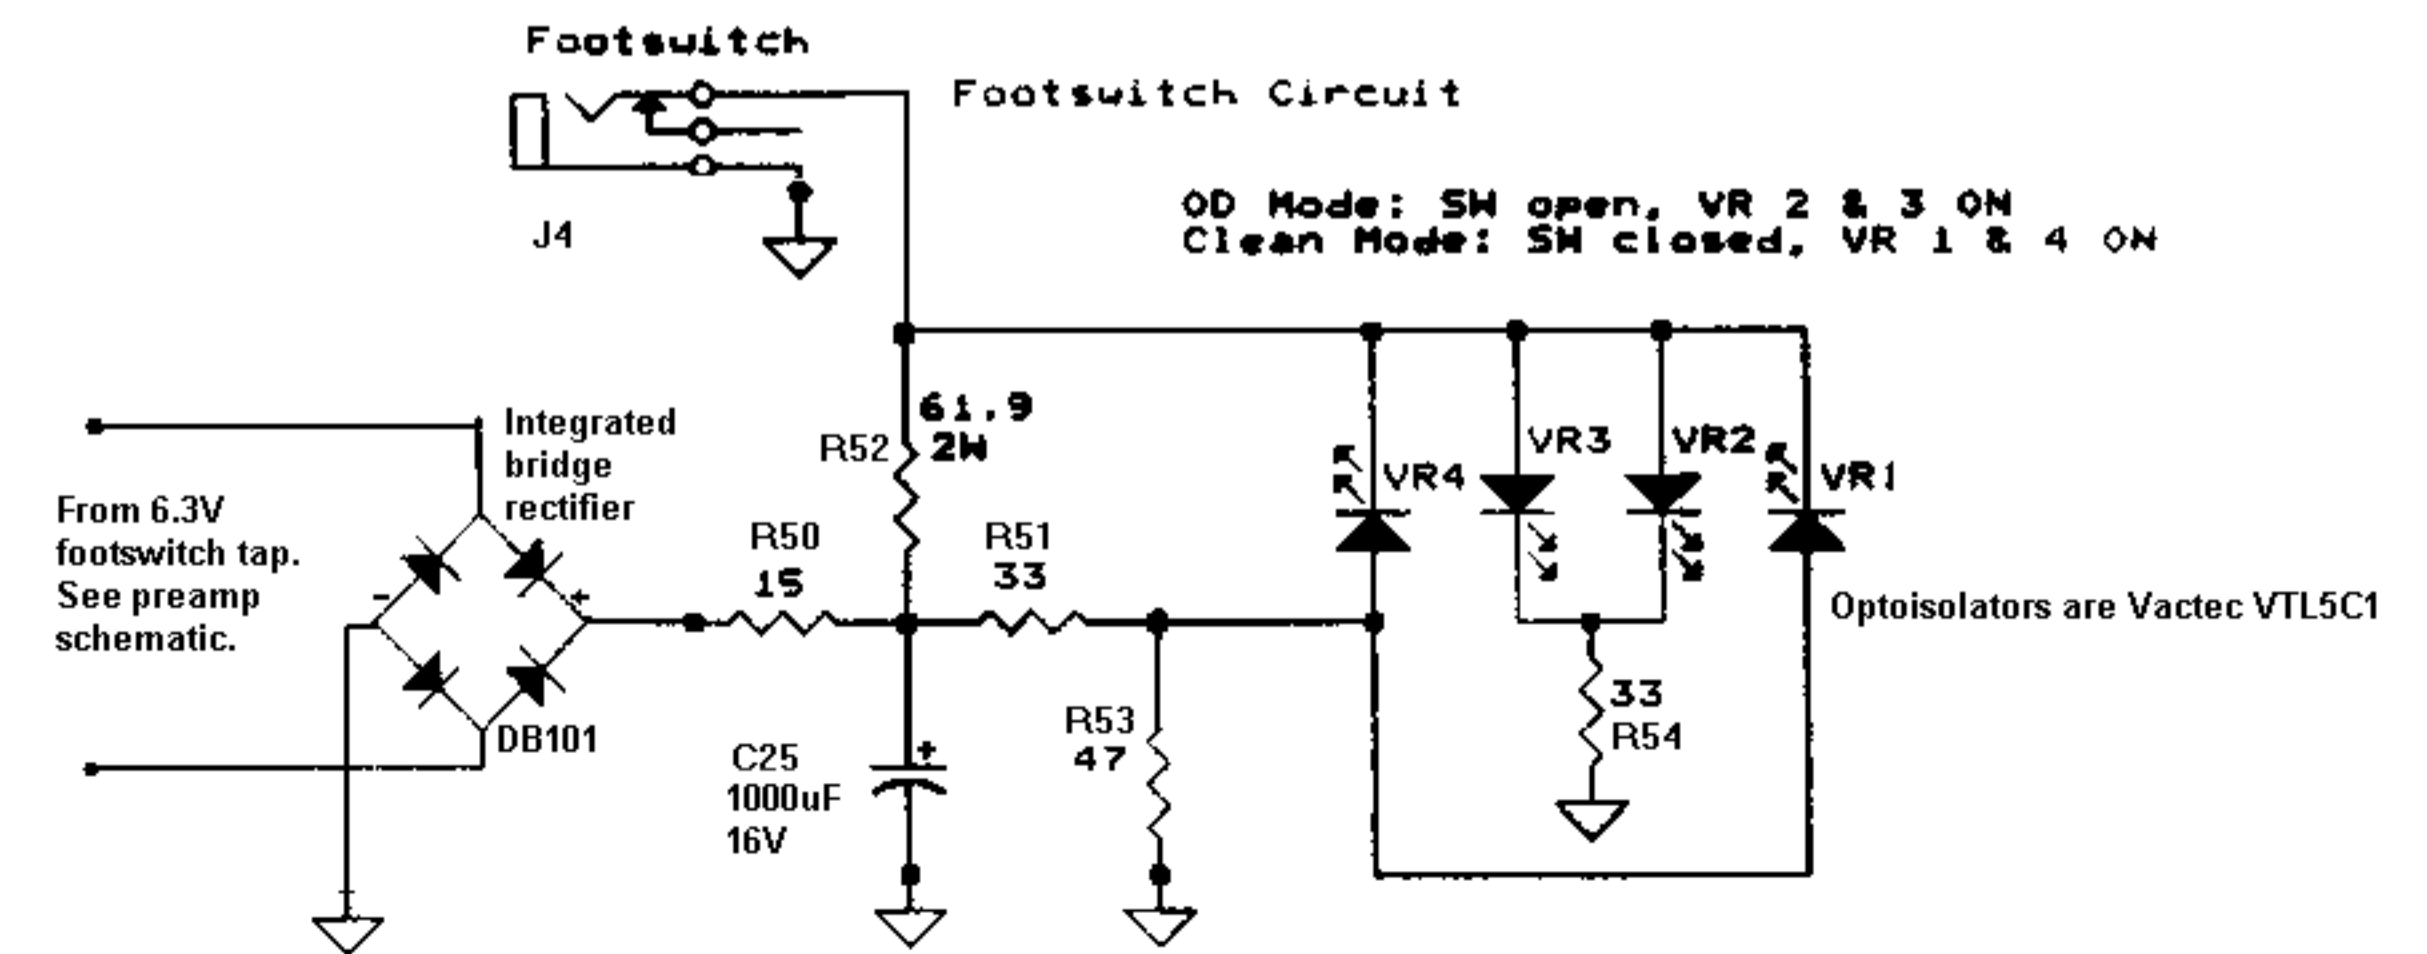 Footswitch
Footswitch Circuit
J4
OD Mode: SW open, VR 2 & 3 ON
Clean Mode: SW closed, VR 1 & 4 ON
Integrated
bridge
rectifier
From 6.3V
footswitch tap.
See preamp
schematic.
-
+
DB101
R50
15
R52
61.9
2W
R51
33
C25
1000uF
16V
+
R53
47
VR4
VR3
VR2
VR1
Optoisolators are Vactec VTL5C1
33
R54